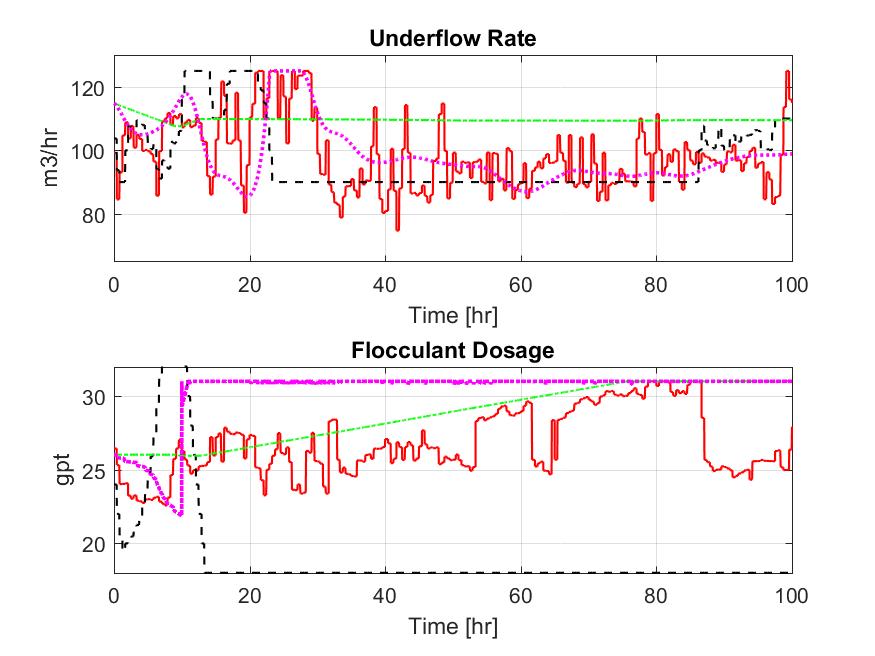 Underflow Rate
120
100
80
m3/hr
0 20 40 60 80 100
Time [hr]
Flocculant Dosage
30
25
20
gpt
0 20 40 60 80 100
Time [hr]